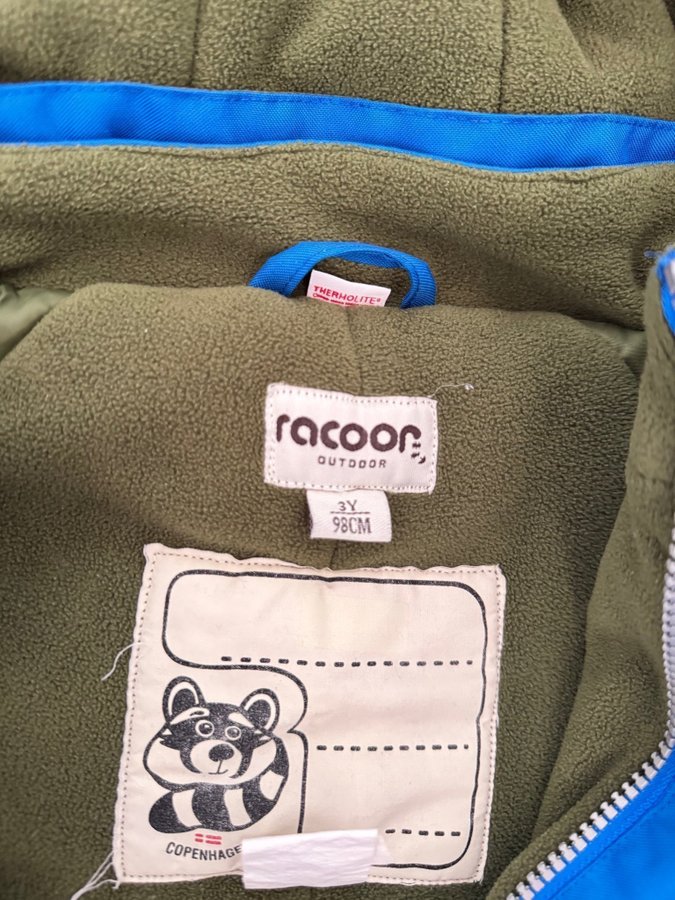 THERMOLITE®
racoon
OUTDOOR
3Y
98CM
COPENHAGE